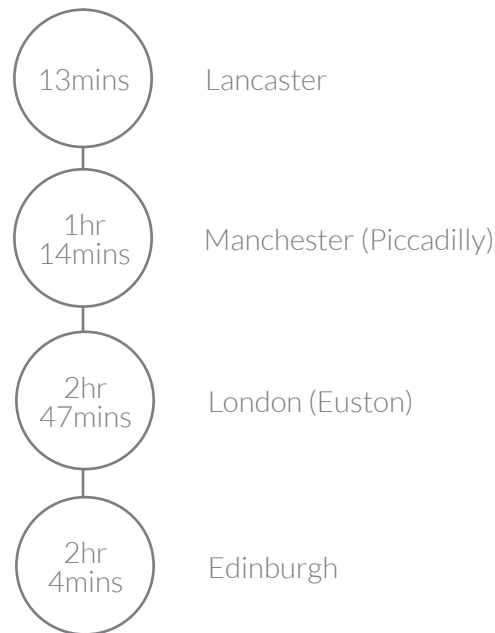 13mins
Lancaster
1hr
14mins
Manchester (Piccadilly)
2hr
47mins
London (Euston)
2hr
4mins
Edinburgh